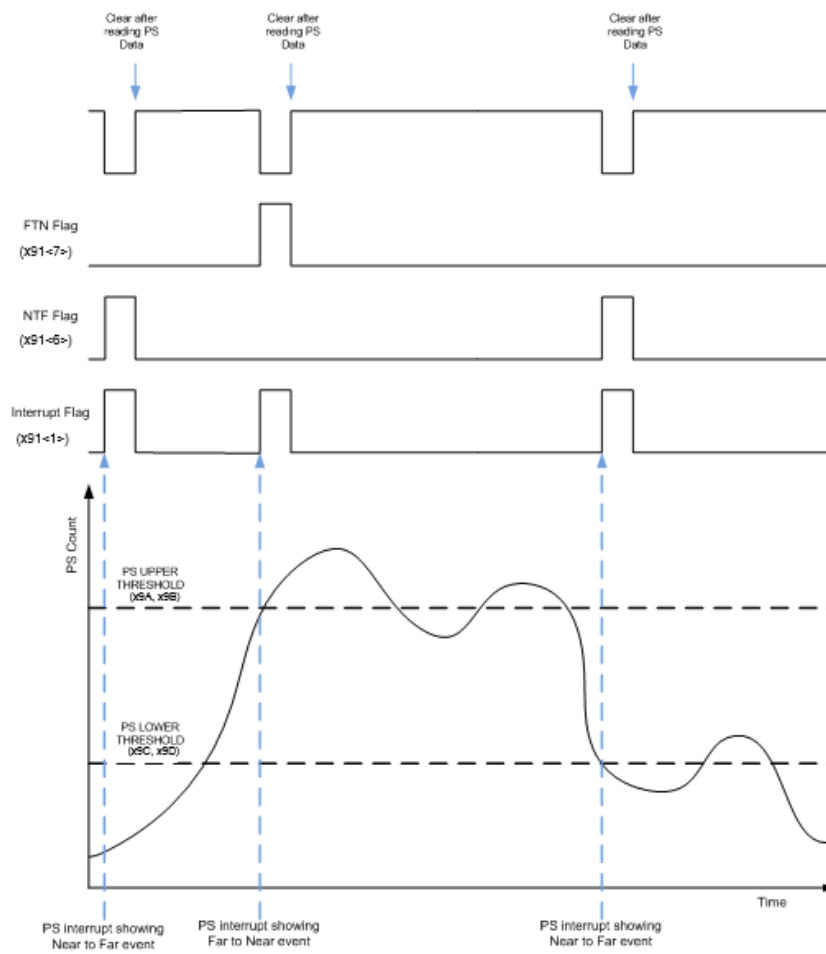 Clear after
reading PS
Data
Clear after
reading PS
Data
Clear after
reading PS
Data
FTN Flag
(x91<7>)
NTF Flag
(x91<6>)
Interrupt Flag
(x91<1>)
PS Count
PS UPPER
THRESHOLD
(x9A, x9B)
PS LOWER
THRESHOLD
(x9C, x9D)
Time
PS interrupt showing
Near to Far event
PS interrupt showing
Far to Near event
PS interrupt showing
Near to Far event